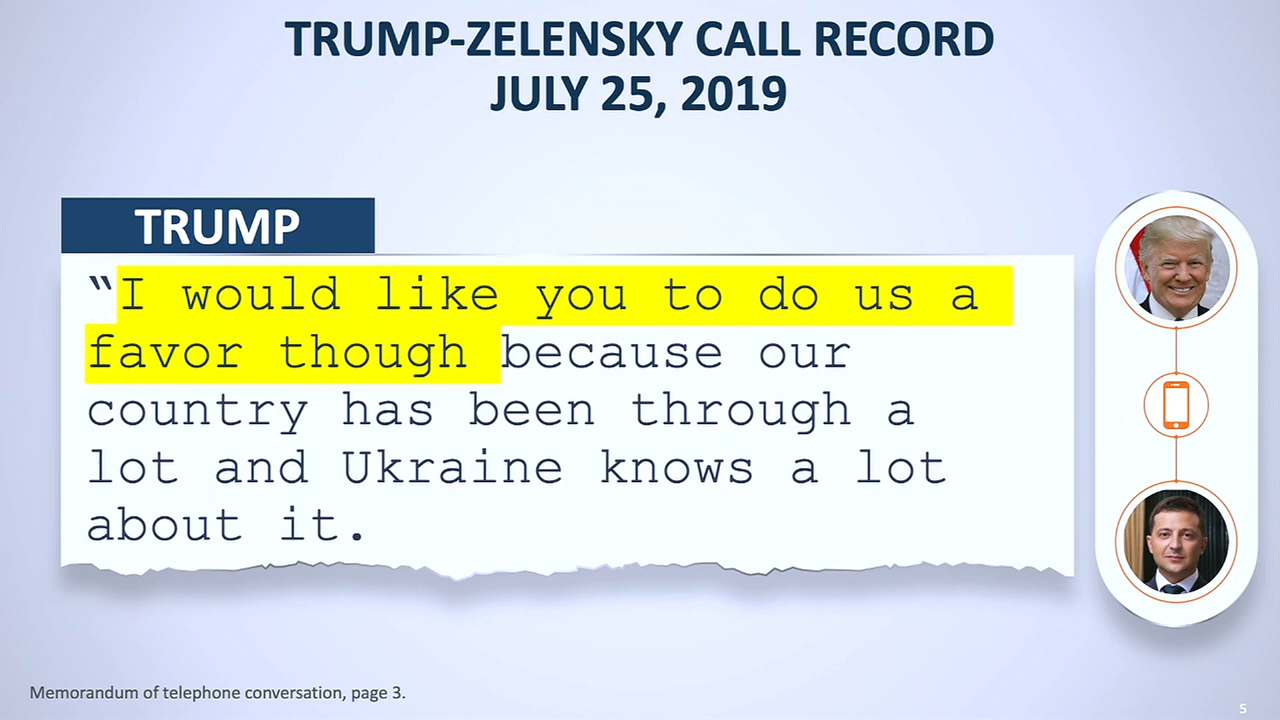 TRUMP-ZELENSKY CALL RECORD
JULY 25, 2019
TRUMP
“I would like you to do us a
favor though because our
country has been through a
lot and Ukraine knows a lot
about it.
Memorandum of telephone conversation, page 3.
5